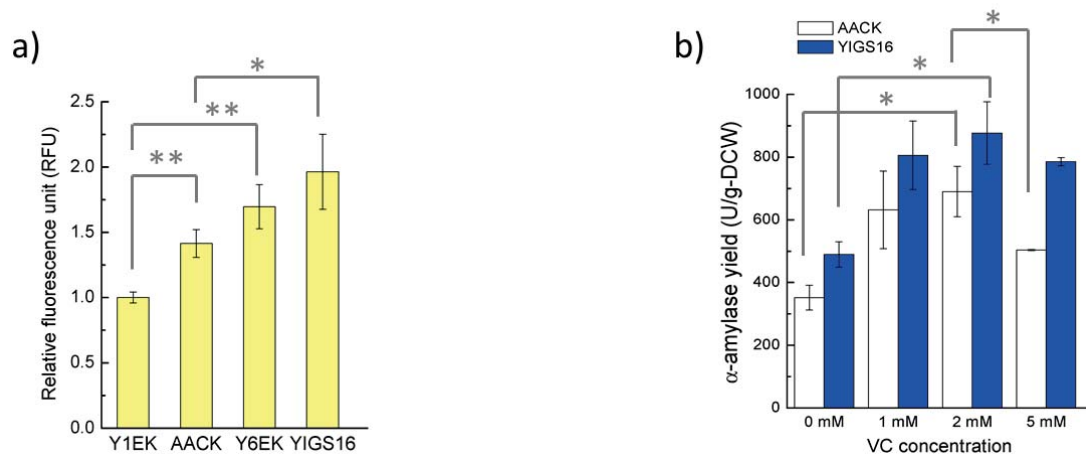 a)
*
**
**
Relative fluorescence unit (RFU)
2.5
2.0
1.5
1.0
0.5
0.0
Y1EK AACK Y6EK YIGS16
b)
AACK
YIGS16
*
*
*
α-amylase yield (U/g-DCW)
1000
800
600
400
200
0
0 mM 1 mM 2 mM 5 mM
VC concentration